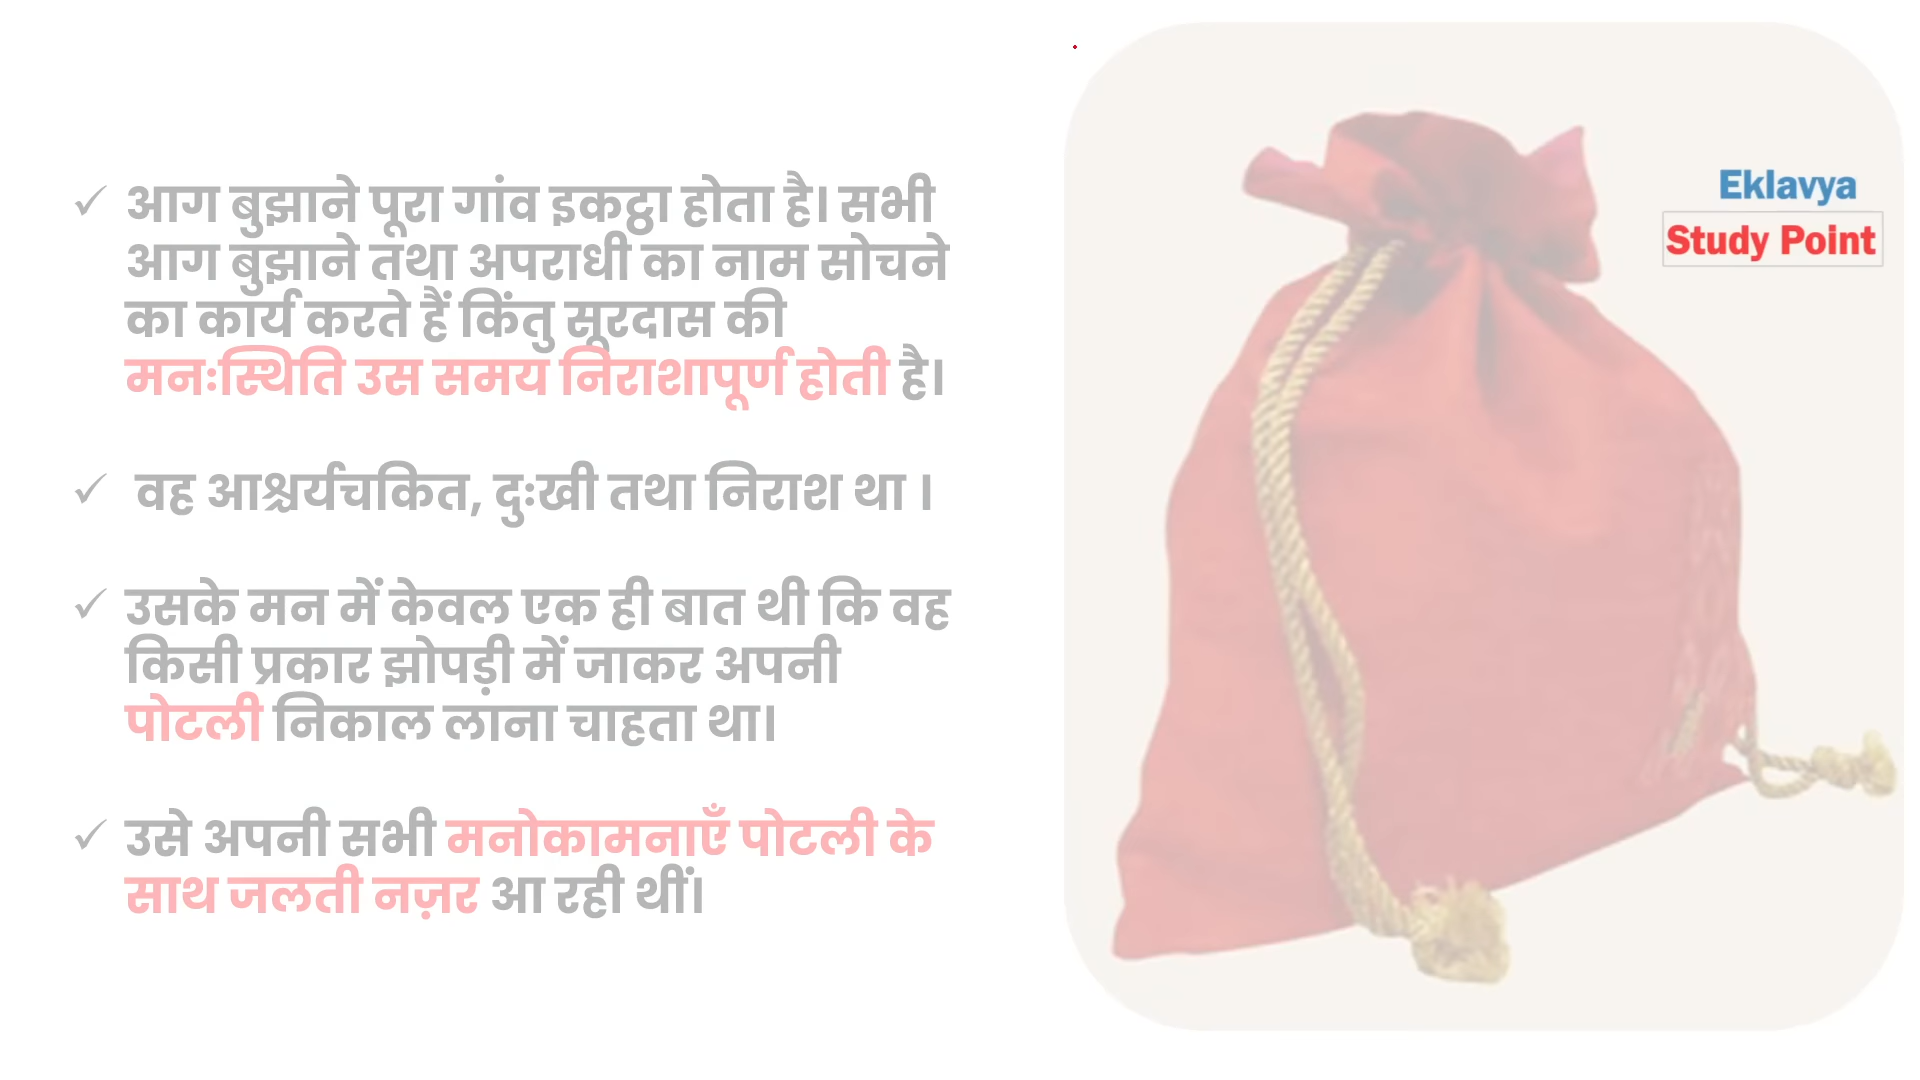 आग बुझाने पूरा गांव इकट्ठा होता है। सभी
आग बुझाने तथा अपराधी का नाम सोचने
का कार्य करते हैं किंतु सूरदास की
मनःस्थिति उस समय निराशापूर्ण होती है।
वह आश्चर्यचकित, दुःखी तथा निराश था ।
उसके मन में केवल एक ही बात थी कि वह
किसी प्रकार झोपड़ी में जाकर अपनी
पोटली निकाल लाना चाहता था।
उसे अपनी सभी मनोकामनाएँ पोटली के
साथ जलती नज़र आ रही थीं।
Eklavya
Study Point